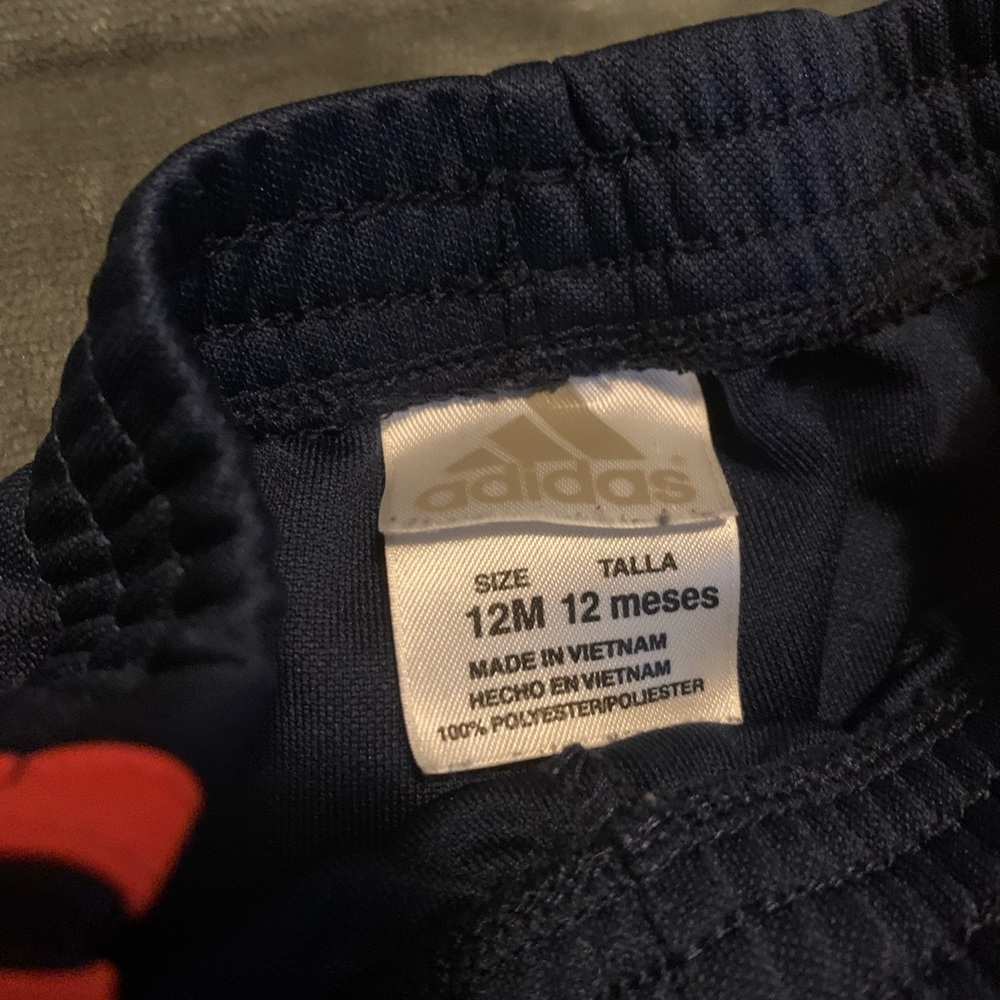 adidas
SIZE TALLA
12M 12 meses
MADE IN VIETNAM
HECHO EN VIETNAM
100% POLYESTER/POLIESTER